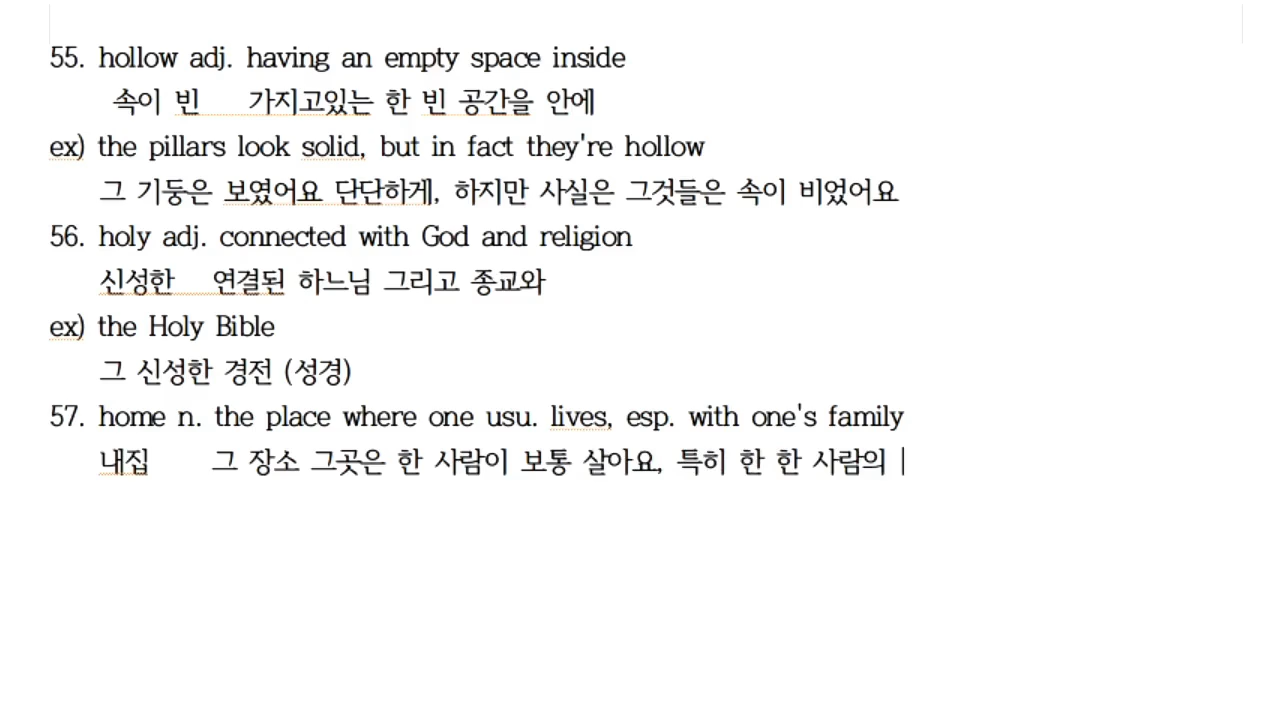 55. hollow adj. having an empty space inside
속이 빈 가지고있는 한 빈 공간을 안에
ex) the pillars look solid, but in fact they're hollow
그 기둥은 보였어요 단단하게, 하지만 사실은 그것들은 속이 비었어요
56. holy adj. connected with God and religion
신성한 연결된 하느님 그리고 종교와
ex) the Holy Bible
그 신성한 경전 (성경)
57. home n. the place where one usu. lives, esp. with one's family
내집 그 장소 그곳은 한 사람이 보통 살아요, 특히 한 한 사람의